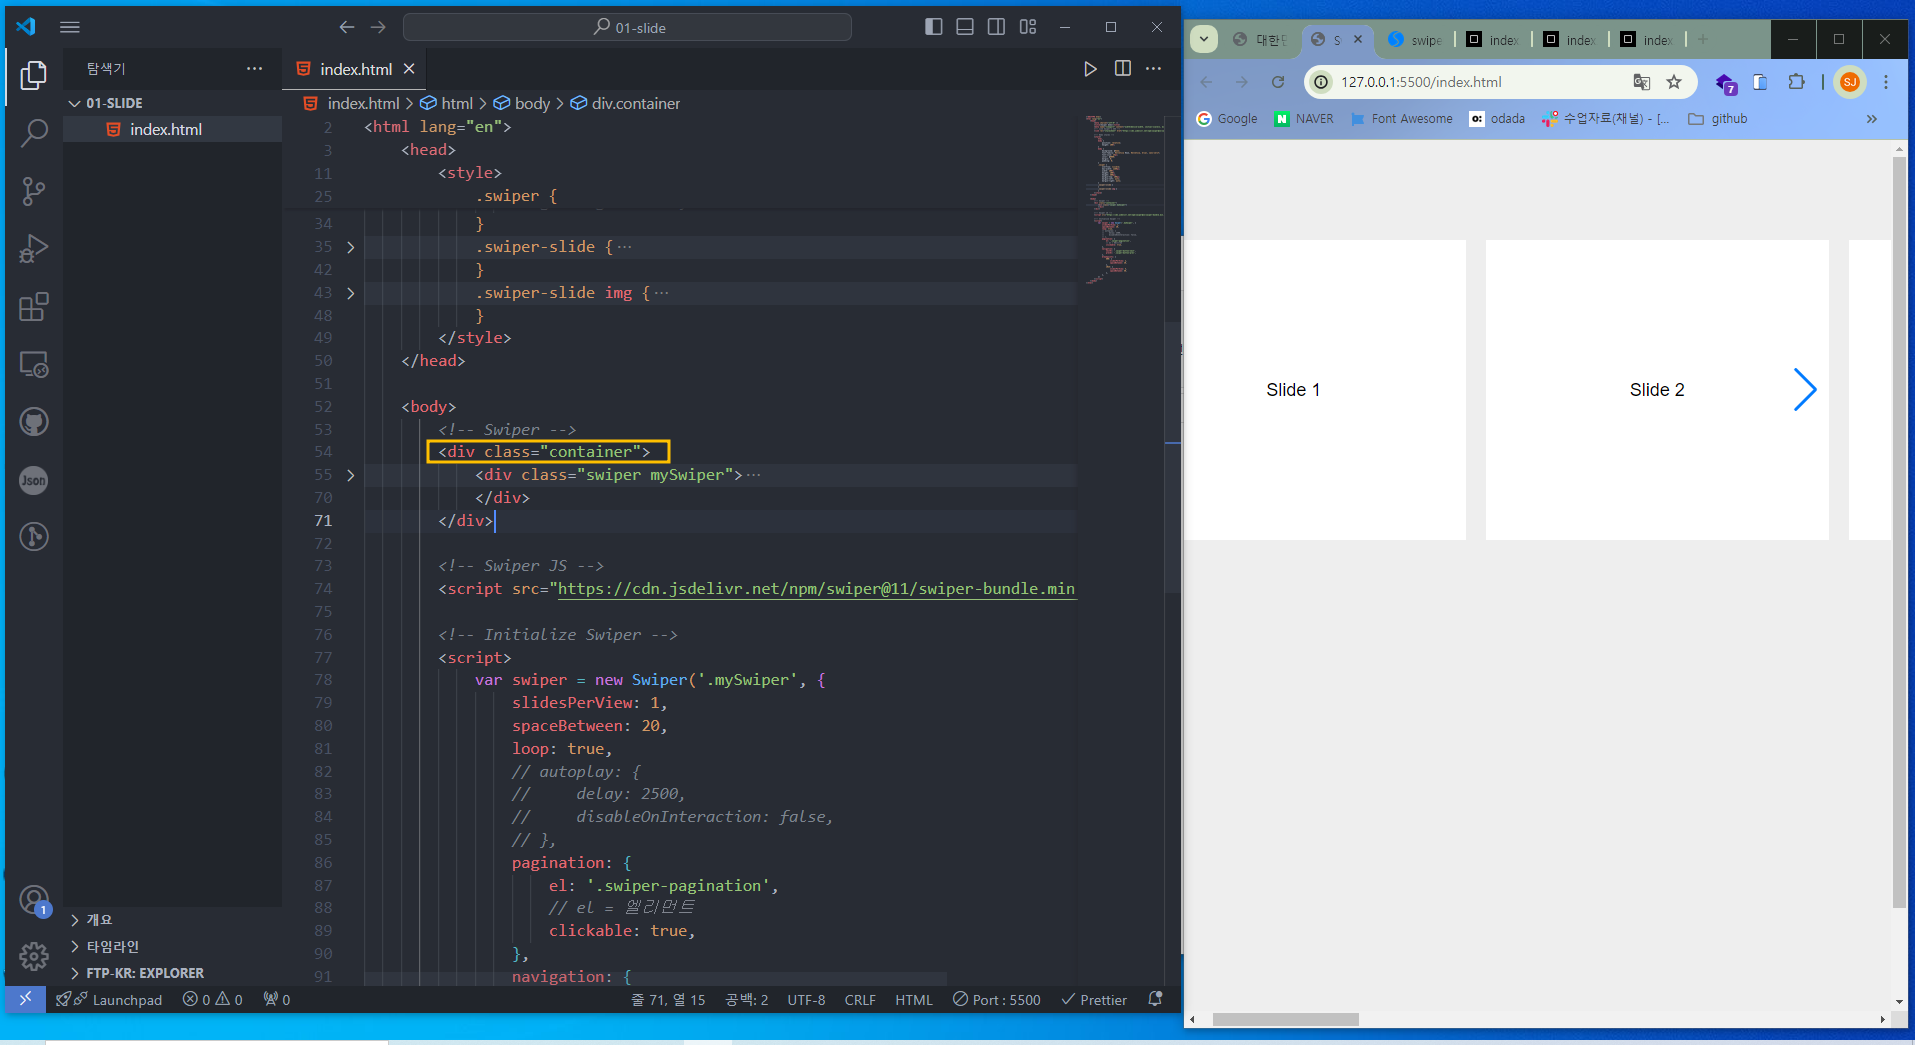 01-slide
탐색기
index.html
01-SLIDE
index.html
index.html > html > body > div.container
2 <html lang="en">
3 <head>
11 <style>
25 .swiper {
34 }
35 .swiper-slide {⋯
42 }
43 .swiper-slide img {⋯
48 }
49 </style>
50 </head>
51
52 <body>
53 <!-- Swiper -->
54 <div class="container">
55 <div class="swiper mySwiper">⋯
70 </div>
71 </div>
72
73 <!-- Swiper JS -->
74 <script src="https://cdn.jsdelivr.net/npm/swiper@11/swiper-bundle.min
75
76 <!-- Initialize Swiper -->
77 <script>
78 var swiper = new Swiper('.mySwiper', {
79 slidesPerView: 1,
80 spaceBetween: 20,
81 loop: true,
82 // autoplay: {
83 //     delay: 2500,
84 //     disableOnInteraction: false,
85 // },
86 pagination: {
87 el: '.swiper-pagination',
88 // el = 엘리먼트
89 clickable: true,
90 },
91 navigation: {
Json
1
개요
타임라인
FTP-KR: EXPLORER
Launchpad 0 0 0 줄 71, 열 15 공백: 2 UTF-8 CRLF HTML Port : 5500 Prettier
대한민 S swipe index index index
127.0.0.1:5500/index.html 7 SJ
Google NAVER Font Awesome odada 수업자료(채널) - [... github
Slide 1
Slide 2